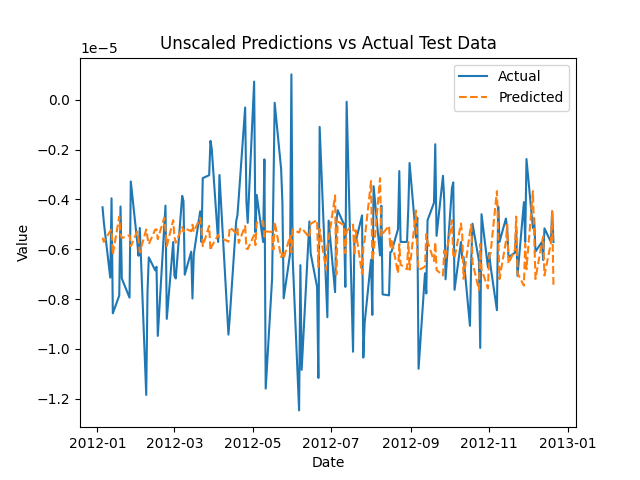 Unscaled Predictions vs Actual Test Data
1e−5
Actual
Predicted
0.0
−0.2
−0.4
−0.6
−0.8
−1.0
−1.2
Value
2012-01 2012-03 2012-05 2012-07 2012-09 2012-11 2013-01
Date